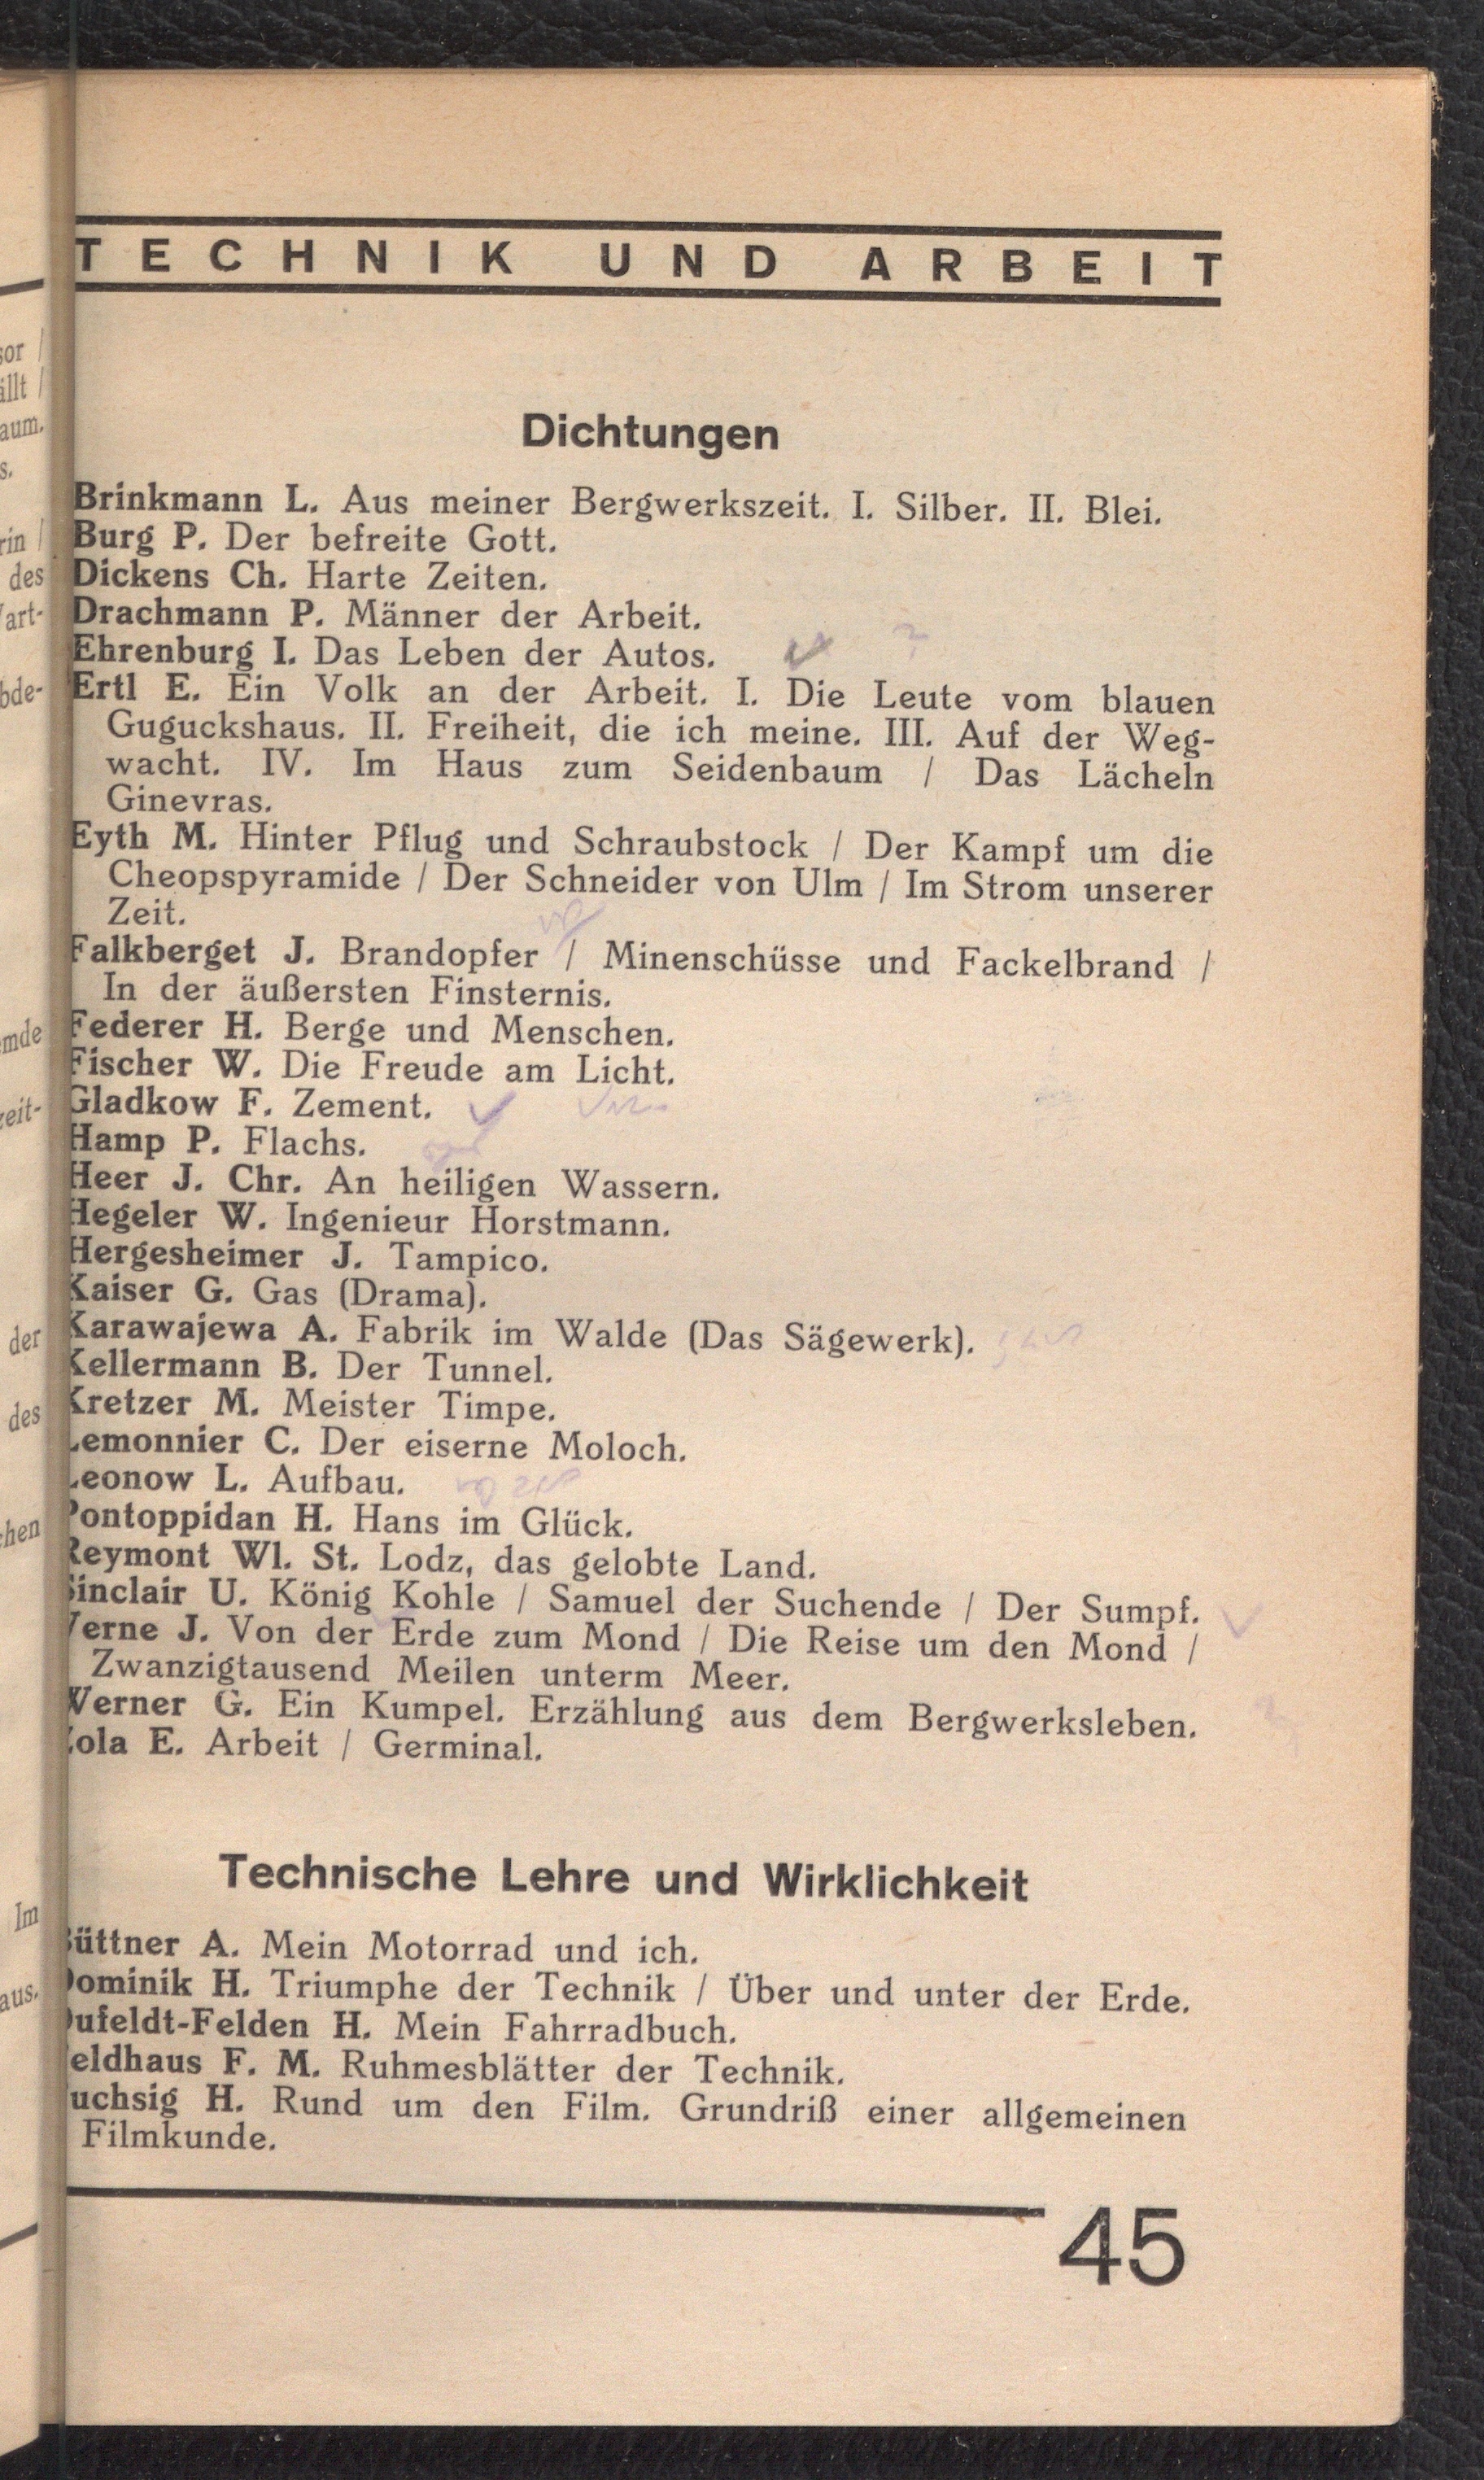 TECHNIK UND ARBEIT
Dichtungen
Brinkmann L. Aus meiner Bergwerkszeit. I. Silber. II. Blei.
Burg P. Der befreite Gott.
Dickens Ch. Harte Zeiten.
Drachmann P. Männer der Arbeit.
Ehrenburg I. Das Leben der Autos.
Ertl E. Ein Volk an der Arbeit. I. Die Leute vom blauen
Guguckshaus. II. Freiheit, die ich meine. III. Auf der Weg-
wacht. IV. Im Haus zum Seidenbaum / Das Lächeln
Ginevras.
Eyth M. Hinter Pflug und Schraubstock / Der Kampf um die
Cheopspyramide / Der Schneider von Ulm / Im Strom unserer
Zeit.
Falkberget J. Brandopfer / Minenschüsse und Fackelbrand /
In der äußersten Finsternis.
Federer H. Berge und Menschen.
Fischer W. Die Freude am Licht.
Gladkow F. Zement.
Hamp P. Flachs.
Heer J. Chr. An heiligen Wassern.
Hegeler W. Ingenieur Horstmann.
Hergesheimer J. Tampico.
Kaiser G. Gas (Drama).
Karawajewa A. Fabrik im Walde (Das Sägewerk).
Kellermann B. Der Tunnel.
Kretzer M. Meister Timpe.
Lemonnier C. Der eiserne Moloch.
Leonow L. Aufbau.
Pontoppidan H. Hans im Glück.
Reymont Wl. St. Lodz, das gelobte Land.
Sinclair U. König Kohle / Samuel der Suchende / Der Sumpf.
Verne J. Von der Erde zum Mond / Die Reise um den Mond /
Zwanzigtausend Meilen unterm Meer.
Werner G. Ein Kumpel. Erzählung aus dem Bergwerksleben.
Zola E. Arbeit / Germinal.
Technische Lehre und Wirklichkeit
Büttner A. Mein Motorrad und ich.
Dominik H. Triumphe der Technik / Über und unter der Erde.
Dufeldt-Felden H. Mein Fahrradbuch.
Feldhaus F. M. Ruhmesblätter der Technik.
Fuchsig H. Rund um den Film. Grundriß einer allgemeinen
Filmkunde.
45